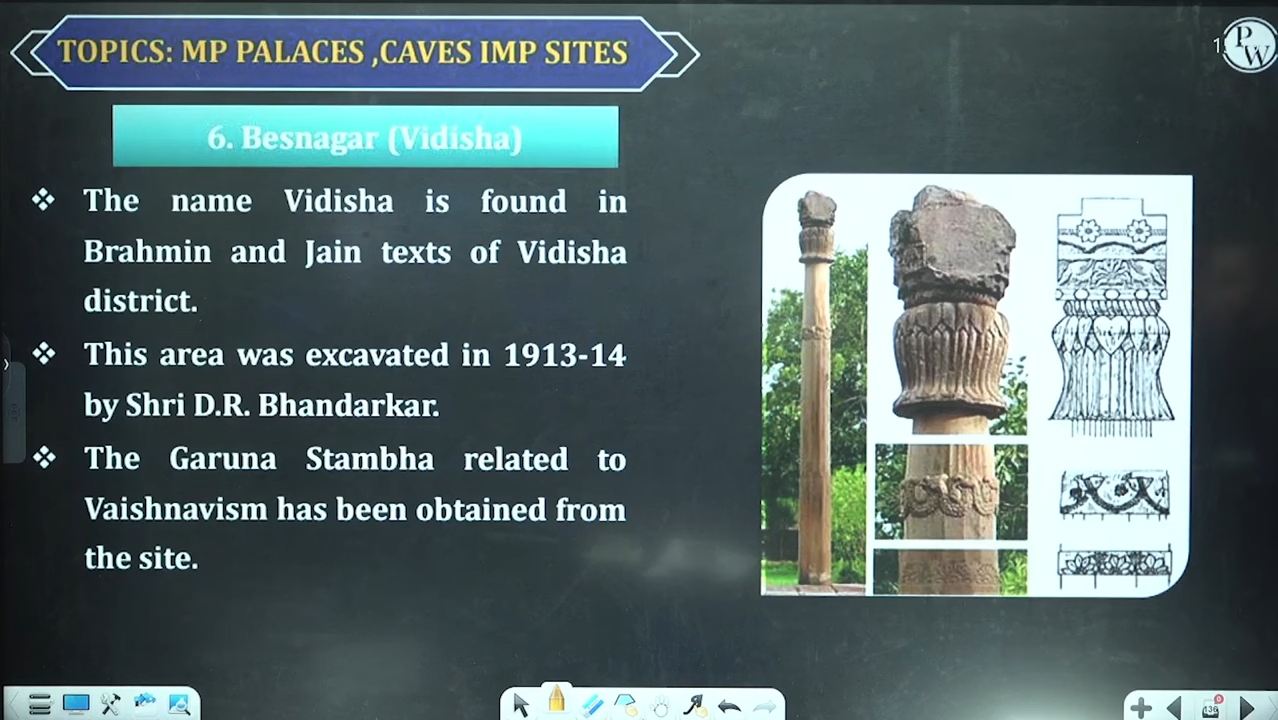 TOPICS: MP PALACES ,CAVES IMP SITES
PW
6. Besnagar (Vidisha)
❖ The name Vidisha is found in
Brahmin and Jain texts of Vidisha
district.
❖ This area was excavated in 1913-14
by Shri D.R. Bhandarkar.
❖ The Garuna Stambha related to
Vaishnavism has been obtained from
the site.
136